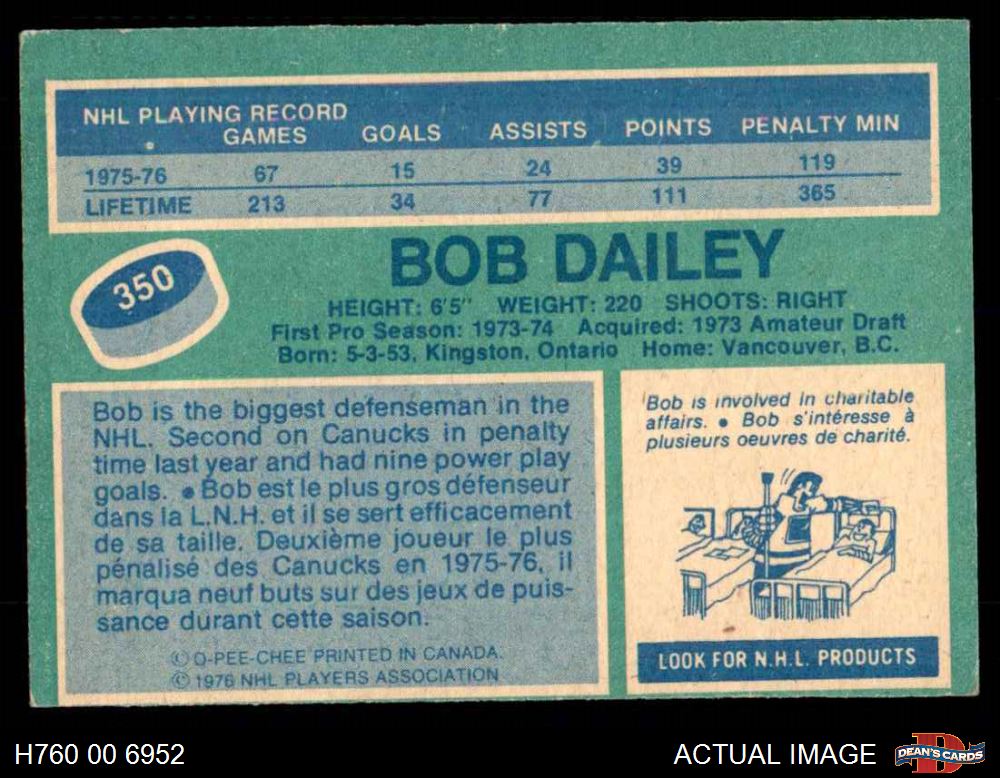 NHL PLAYING RECORD
GAMES GOALS ASSISTS POINTS PENALTY MIN
1975-76 67 15 24 39 119
LIFETIME 213 34 77 111 365
350
BOB DAILEY
HEIGHT: 6'5" WEIGHT: 220 SHOOTS: RIGHT
First Pro Season: 1973-74 Acquired: 1973 Amateur Draft
Born: 5-3-53, Kingston, Ontario Home: Vancouver, B.C.
Bob is the biggest defenseman in the
NHL. Second on Canucks in penalty
time last year and had nine power play
goals. • Bob est le plus gros défenseur
dans la L.N.H. et il se sert efficacement
de sa taille. Deuxième joueur le plus
pénalisé des Canucks en 1975-76, il
marqua neuf buts sur des jeux de puis-
sance durant cette saison.
© O-PEE-CHEE PRINTED IN CANADA.
© 1976 NHL PLAYERS ASSOCIATION
Bob is involved in charitable
affairs. • Bob s'intéresse à
plusieurs oeuvres de charité.
LOOK FOR N.H.L. PRODUCTS
H760 00 6952
ACTUAL IMAGE
DEAN'S CARDS